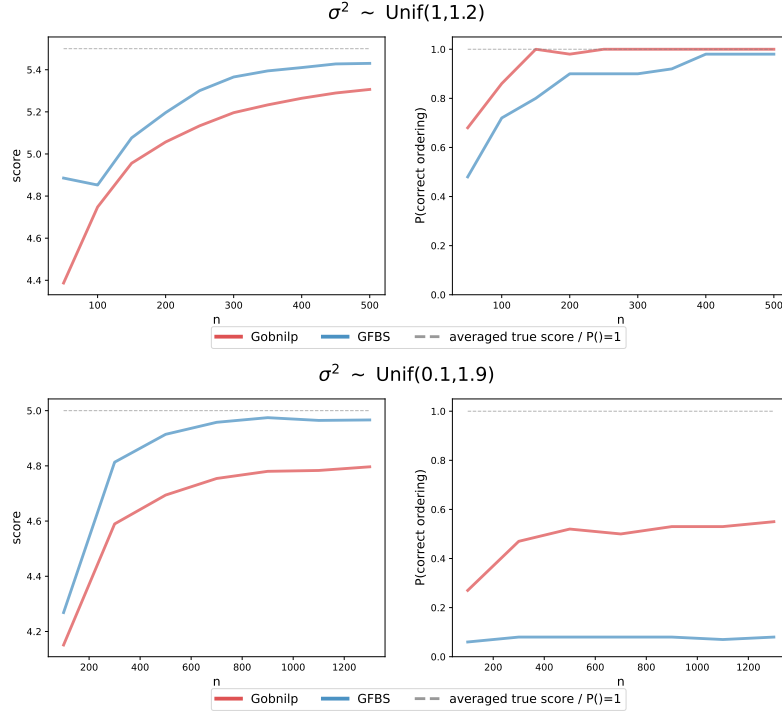 σ² ~ Unif(1,1.2)
score
5.4
5.2
5.0
4.8
4.6
4.4
100 200 300 400 500
n
P(correct ordering)
1.0
0.8
0.6
0.4
0.2
0.0
100 200 300 400 500
n
Gobnilp GFBS averaged true score / P()=1
σ² ~ Unif(0.1,1.9)
score
5.0
4.8
4.6
4.4
4.2
200 400 600 800 1000 1200
n
P(correct ordering)
1.0
0.8
0.6
0.4
0.2
0.0
200 400 600 800 1000 1200
n
Gobnilp GFBS averaged true score / P()=1